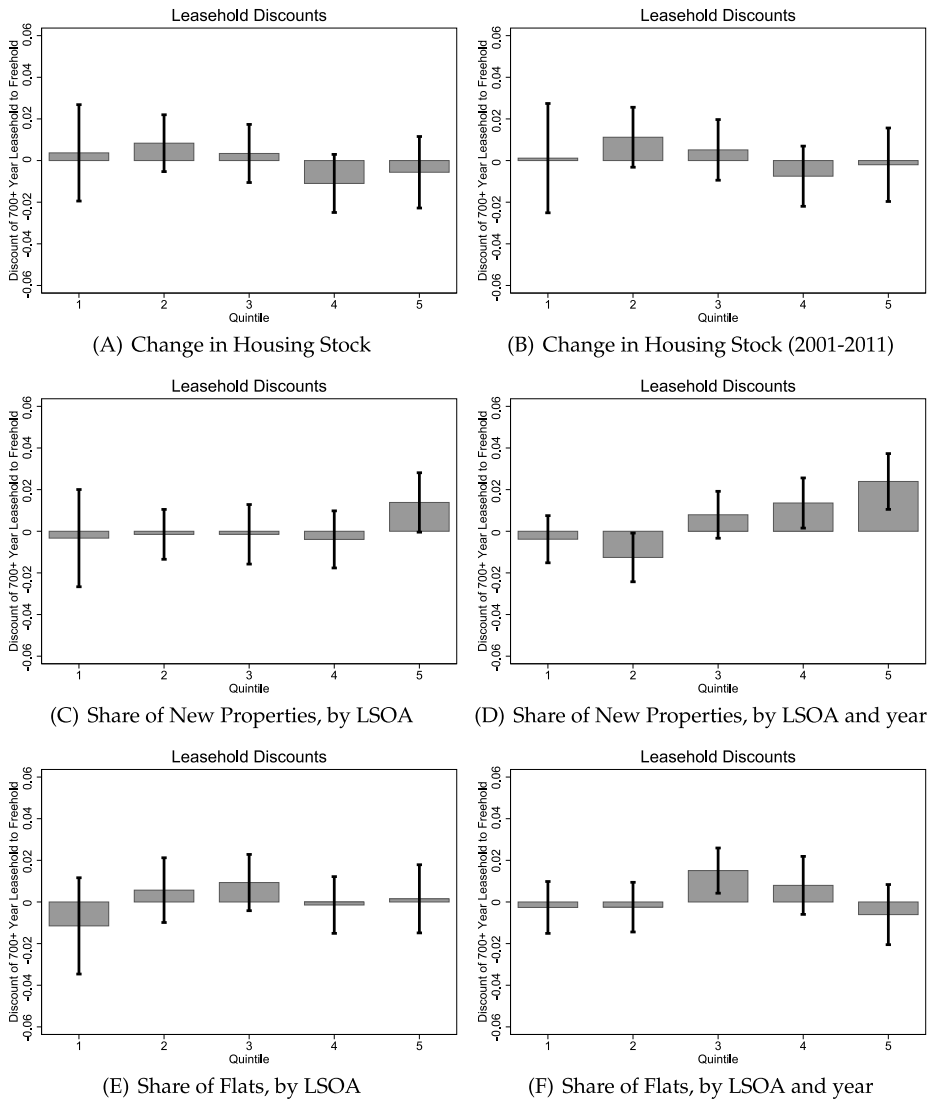 Leasehold Discounts
Discount of 700+ Year Leasehold to Freehold
0.06
0.04
0.02
0
-0.02
-0.04
-0.06
1 2 3 4 5
Quintile
(A) Change in Housing Stock
Leasehold Discounts
Discount of 700+ Year Leasehold to Freehold
0.06
0.04
0.02
0
-0.02
-0.04
-0.06
1 2 3 4 5
Quintile
(B) Change in Housing Stock (2001-2011)
Leasehold Discounts
Discount of 700+ Year Leasehold to Freehold
0.06
0.04
0.02
0
-0.02
-0.04
-0.06
1 2 3 4 5
Quintile
(C) Share of New Properties, by LSOA
Leasehold Discounts
Discount of 700+ Year Leasehold to Freehold
0.06
0.04
0.02
0
-0.02
-0.04
-0.06
1 2 3 4 5
Quintile
(D) Share of New Properties, by LSOA and year
Leasehold Discounts
Discount of 700+ Year Leasehold to Freehold
0.06
0.04
0.02
0
-0.02
-0.04
-0.06
1 2 3 4 5
Quintile
(E) Share of Flats, by LSOA
Leasehold Discounts
Discount of 700+ Year Leasehold to Freehold
0.06
0.04
0.02
0
-0.02
-0.04
-0.06
1 2 3 4 5
Quintile
(F) Share of Flats, by LSOA and year